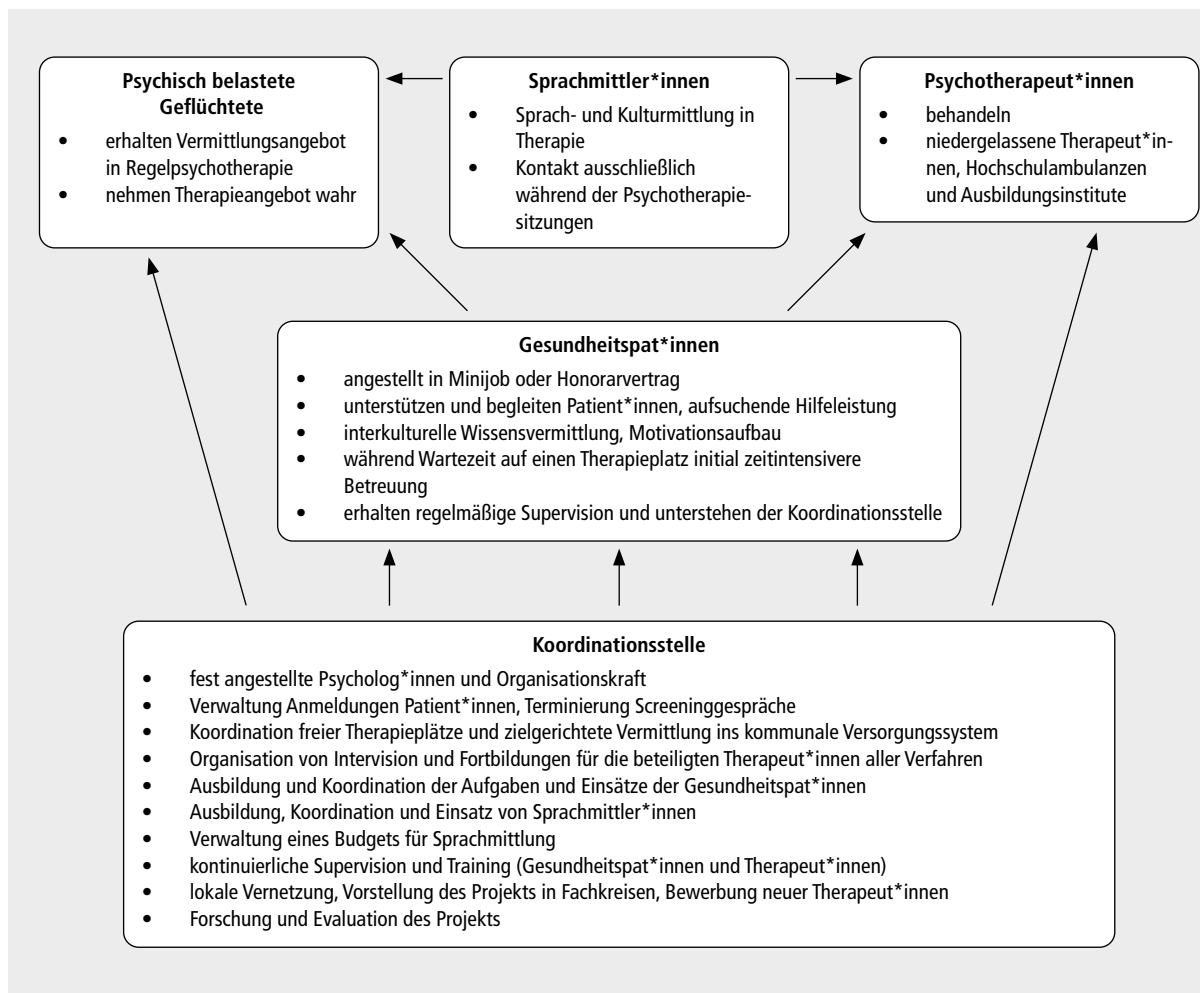 Psychisch belastete
Geflüchtete
• erhalten Vermittlungsangebot
in Regelpsychotherapie
• nehmen Therapieangebot wahr
Sprachmittler*innen
• Sprach- und Kulturmittlung in
Therapie
• Kontakt ausschließlich
während der Psychotherapie-
sitzungen
Psychotherapeut*innen
• behandeln
• niedergelassene Therapeut*in-
nen, Hochschulambulanzen
und Ausbildungsinstitute
Gesundheitspat*innen
• angestellt in Minijob oder Honorarvertrag
• unterstützen und begleiten Patient*innen, aufsuchende Hilfeleistung
• interkulturelle Wissensvermittlung, Motivationsaufbau
• während Wartezeit auf einen Therapieplatz initial zeitintensivere
Betreuung
• erhalten regelmäßige Supervision und unterstehen der Koordinationsstelle
Koordinationsstelle
• fest angestellte Psycholog*innen und Organisationskraft
• Verwaltung Anmeldungen Patient*innen, Terminierung Screeninggespräche
• Koordination freier Therapieplätze und zielgerichtete Vermittlung ins kommunale Versorgungssystem
• Organisation von Intervision und Fortbildungen für die beteiligten Therapeut*innen aller Verfahren
• Ausbildung und Koordination der Aufgaben und Einsätze der Gesundheitspat*innen
• Ausbildung, Koordination und Einsatz von Sprachmittler*innen
• Verwaltung eines Budgets für Sprachmittlung
• kontinuierliche Supervision und Training (Gesundheitspat*innen und Therapeut*innen)
• lokale Vernetzung, Vorstellung des Projekts in Fachkreisen, Bewerbung neuer Therapeut*innen
• Forschung und Evaluation des Projekts